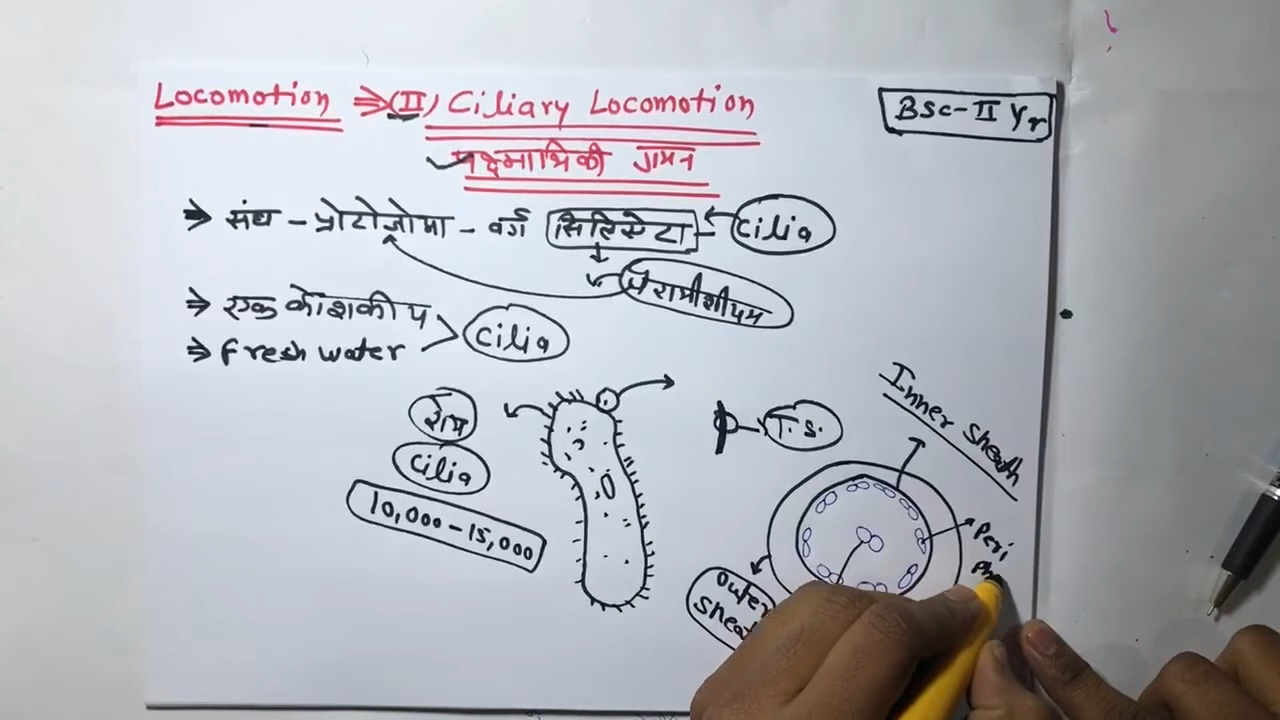 Locomotion ⇒ (II) Ciliary Locomotion
पक्ष्माभिकी गमन
BSc-II Yr
⇒ संघ - प्रोटोजोआ - वर्ग सिलिएटा - Cilia
पैरामीशीयम
⇒ एक कोशकीय
⇒ fresh water
Cilia
रोम
Cilia
10,000-15,000
T.S.
Inner Sheath
Peri
Outer
Sheat